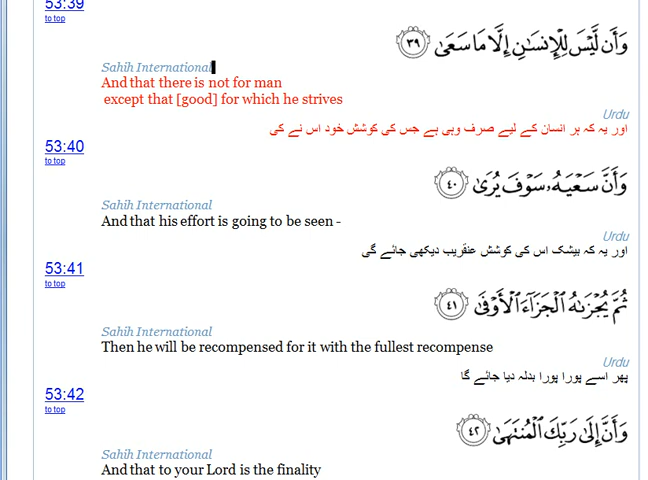 53:39
to top
وَأَن لَّيْسَ لِلْإِنسَـٰنِ إِلَّا مَا سَعَىٰ ﴿٣٩﴾
Sahih International
And that there is not for man
except that [good] for which he strives
Urdu
اور یہ کہ ہر انسان کے لیے صرف وہی ہے جس کی کوشش خود اس نے کی
53:40
to top
وَأَنَّ سَعْيَهُۥ سَوْفَ يُرَىٰ ﴿٤٠﴾
Sahih International
And that his effort is going to be seen -
Urdu
اور یہ کہ بیشک اس کی کوشش عنقریب دیکھی جائے گی
53:41
to top
ثُمَّ يُجْزَىٰهُ ٱلْجَزَآءَ ٱلْأَوْفَىٰ ﴿٤١﴾
Sahih International
Then he will be recompensed for it with the fullest recompense
Urdu
پھر اسے پورا پورا بدلہ دیا جائے گا
53:42
to top
وَأَنَّ إِلَىٰ رَبِّكَ ٱلْمُنتَهَىٰ ﴿٤٢﴾
Sahih International
And that to your Lord is the finality